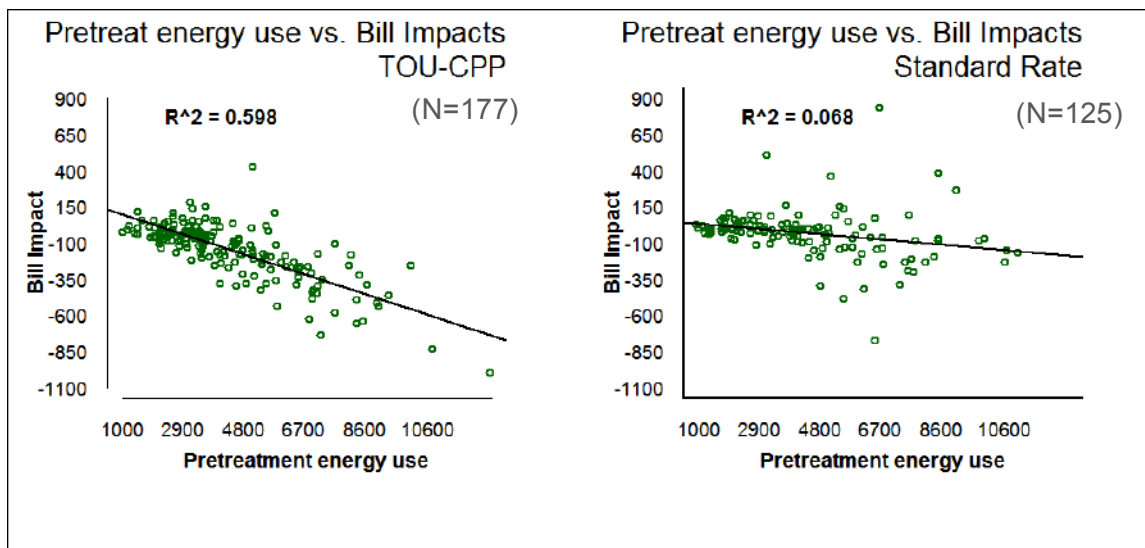 Pretreat energy use vs. Bill Impacts
TOU-CPP
(N=177)
R^2 = 0.598
900
650
400
150
-100
-350
-600
-850
-1100
Bill Impact
1000 2900 4800 6700 8600 10600
Pretreatment energy use
Pretreat energy use vs. Bill Impacts
Standard Rate
(N=125)
R^2 = 0.068
900
650
400
150
-100
-350
-600
-850
-1100
Bill Impact
1000 2900 4800 6700 8600 10600
Pretreatment energy use